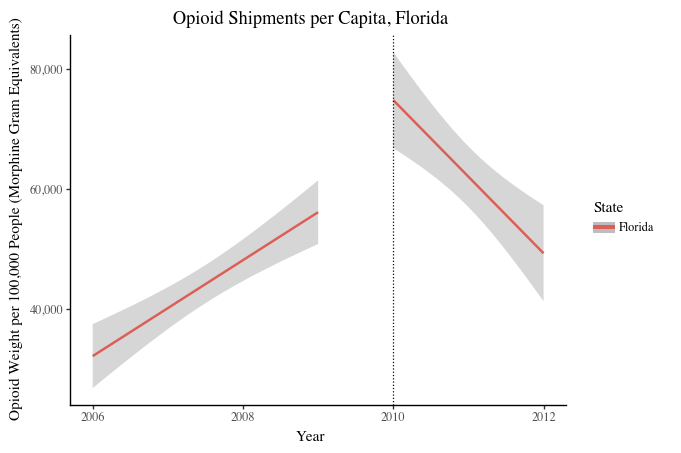 Opioid Shipments per Capita, Florida
Opioid Weight per 100,000 People (Morphine Gram Equivalents)
80,000
60,000
40,000
2006
2008
2010
2012
Year
State
Florida